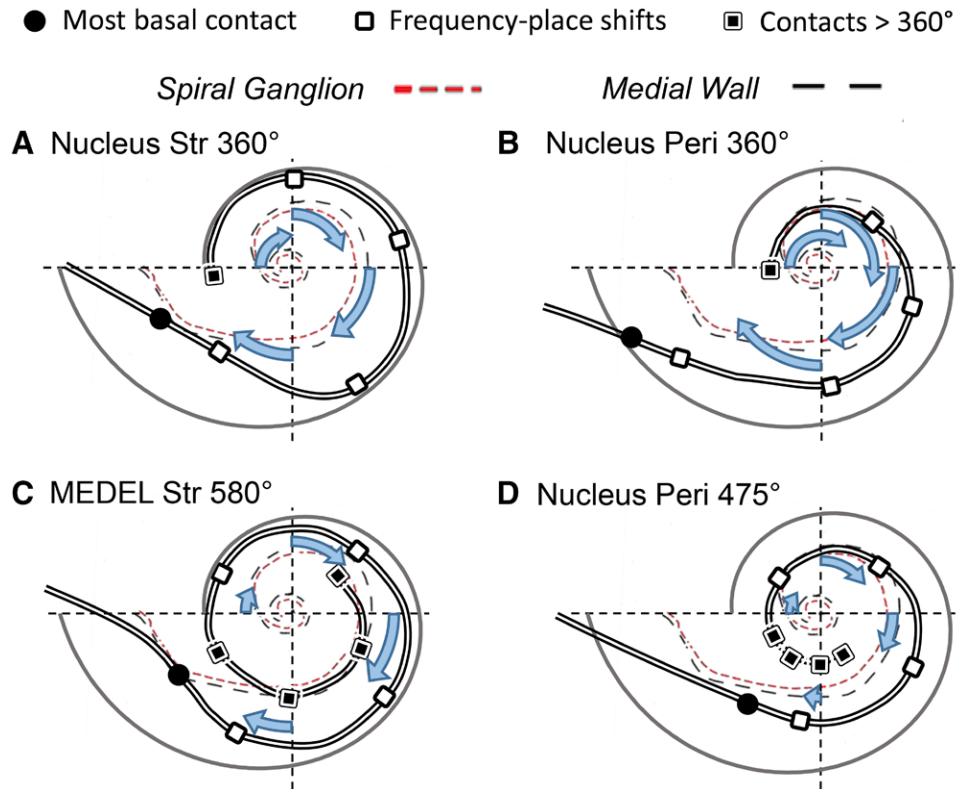 Most basal contact Frequency-place shifts Contacts > 360°
Spiral Ganglion Medial Wall
A Nucleus Str 360° B Nucleus Peri 360°
C MEDEL Str 580° D Nucleus Peri 475°